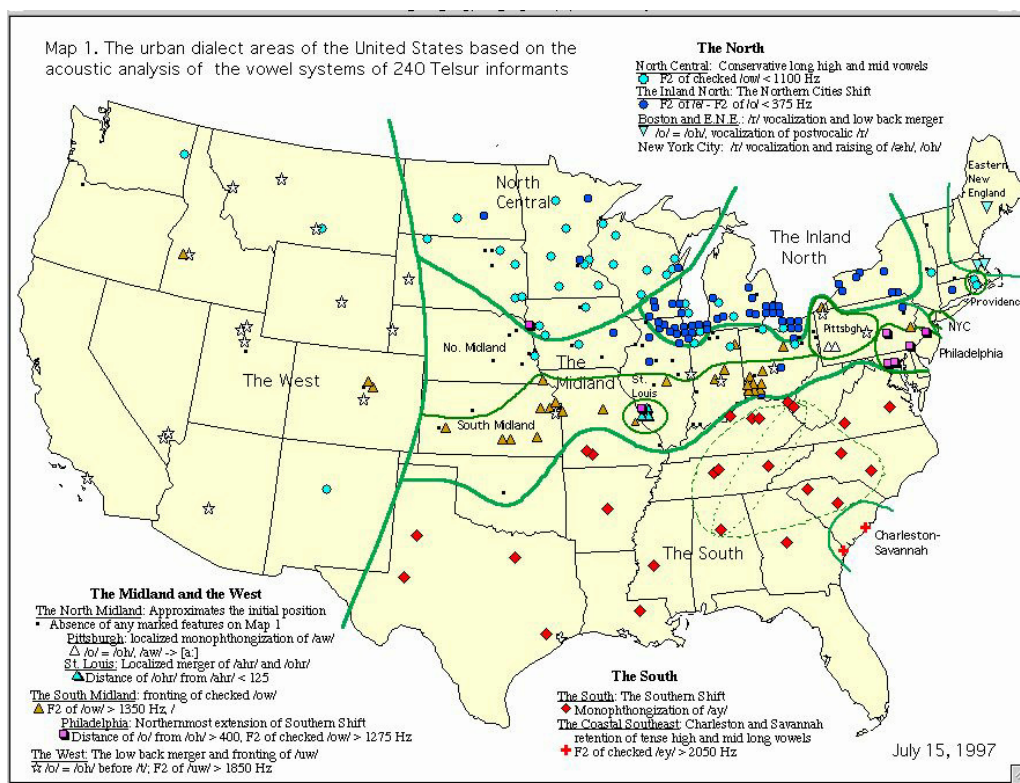 Map 1. The urban dialect areas of the United States based on the
acoustic analysis of the vowel systems of 240 Telsur informants
The North
North Central: Conservative long high and mid vowels
F2 of checked /ow/ < 1100 Hz
The Inland North: The Northern Cities Shift
F2 of /e/ - F2 of /o/ < 375 Hz
Boston and E.N.E.: /r/ vocalization and low back merger
/o/ = /oh/, vocalization of postvocalic /r/
New York City: /r/ vocalization and raising of /æh/, /oh/
Eastern
New
England
North
Central
The Inland
North
Providence
NYC
Pittsbgh
Philadelphia
No. Midland
The
Midland
The West
St.
Louis
South Midland
Charleston-
Savannah
The South
The Midland and the West
The North Midland: Approximates the initial position
Absence of any marked features on Map 1
Pittsburgh: localized monophthongization of /aw/
/o/ = /oh/, /aw/ -> [a:]
St. Louis: Localized merger of /ahr/ and /ohr/
Distance of /ohr/ from /ahr/ < 125
The South Midland: fronting of checked /ow/
F2 of /ow/ > 1350 Hz, /
Philadelphia: Northernmost extension of Southern Shift
Distance of /o/ from /oh/ > 400, F2 of checked /ow/ > 1275 Hz
The West: The low back merger and fronting of /uw/
/o/ = /oh/ before /t/; F2 of /uw/ > 1850 Hz
The South
The South: The Southern Shift
Monophthongization of /ay/
The Coastal Southeast: Charleston and Savannah
retention of tense high and mid long vowels
F2 of checked /ey/ > 2050 Hz
July 15, 1997